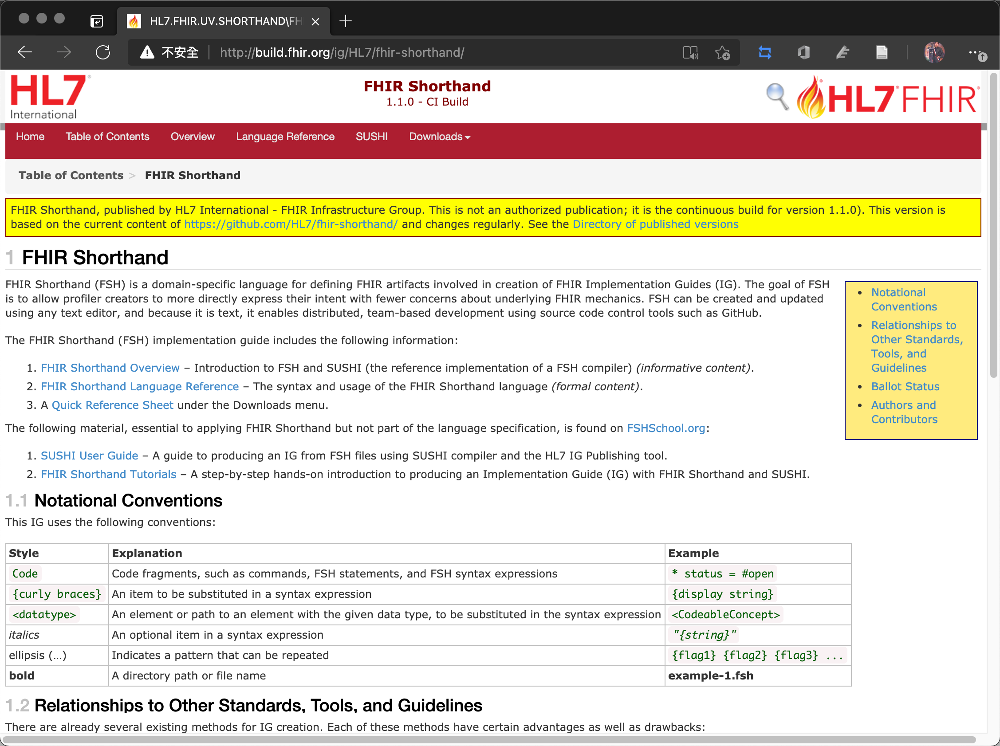 HL7.FHIR.UV.SHORTHAND\FH
不安全
http://build.fhir.org/ig/HL7/fhir-shorthand/
HL7
International
FHIR Shorthand
1.1.0 - CI Build
HL7 FHIR
Home Table of Contents Overview Language Reference SUSHI Downloads
Table of Contents > FHIR Shorthand
FHIR Shorthand, published by HL7 International - FHIR Infrastructure Group. This is not an authorized publication; it is the continuous build for version 1.1.0). This version is
based on the current content of https://github.com/HL7/fhir-shorthand/ and changes regularly. See the Directory of published versions
1 FHIR Shorthand
FHIR Shorthand (FSH) is a domain-specific language for defining FHIR artifacts involved in creation of FHIR Implementation Guides (IG). The goal of FSH
is to allow profiler creators to more directly express their intent with fewer concerns about underlying FHIR mechanics. FSH can be created and updated
using any text editor, and because it is text, it enables distributed, team-based development using source code control tools such as GitHub.
The FHIR Shorthand (FSH) implementation guide includes the following information:
1. FHIR Shorthand Overview – Introduction to FSH and SUSHI (the reference implementation of a FSH compiler) (informative content).
2. FHIR Shorthand Language Reference – The syntax and usage of the FHIR Shorthand language (formal content).
3. A Quick Reference Sheet under the Downloads menu.
The following material, essential to applying FHIR Shorthand but not part of the language specification, is found on FSHSchool.org:
1. SUSHI User Guide – A guide to producing an IG from FSH files using SUSHI compiler and the HL7 IG Publishing tool.
2. FHIR Shorthand Tutorials – A step-by-step hands-on introduction to producing an Implementation Guide (IG) with FHIR Shorthand and SUSHI.
• Notational
Conventions
• Relationships to
Other Standards,
Tools, and
Guidelines
• Ballot Status
• Authors and
Contributors
1.1 Notational Conventions
This IG uses the following conventions:
Style Explanation Example
Code Code fragments, such as commands, FSH statements, and FSH syntax expressions * status = #open
{curly braces} An item to be substituted in a syntax expression {display string}
<datatype> An element or path to an element with the given data type, to be substituted in the syntax expression <CodeableConcept>
italics An optional item in a syntax expression "{string}"
ellipsis (...) Indicates a pattern that can be repeated {flag1} {flag2} {flag3} ...
bold A directory path or file name example-1.fsh
1.2 Relationships to Other Standards, Tools, and Guidelines
There are already several existing methods for IG creation. Each of these methods have certain advantages as well as drawbacks: